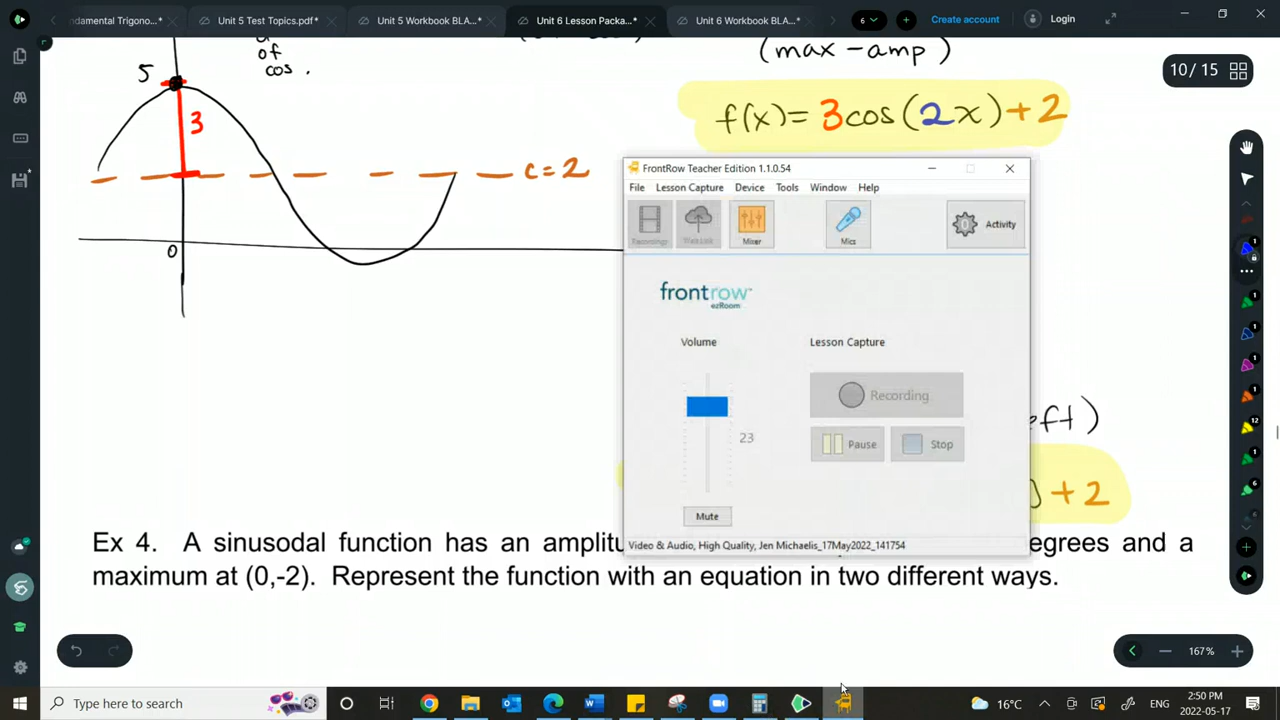 ndamental Trigono...*
Unit 5 Test Topics.pdf*
Unit 5 Workbook BLA...*
Unit 6 Lesson Packa...*
Unit 6 Workbook BLA...*
6
Create account
Login
of
cos.
(max - amp)
10 / 15
5
3
f(x) = 3cos(2x) + 2
c = 2
0
FrontRow Teacher Edition 1.1.0.54
File Lesson Capture Device Tools Window Help
Recordings
Mixer
Mics
Activity
frontrow
ezRoom
Volume
Lesson Capture
Recording
23
Pause
Stop
eft)
) + 2
Mute
Video & Audio, High Quality, Jen Michaelis_17May2022_141754
Ex 4. A sinusodal function has an amplitu egrees and a
maximum at (0,-2). Represent the function with an equation in two different ways.
167%
Type here to search
16°C
ENG
2:50 PM
2022-05-17